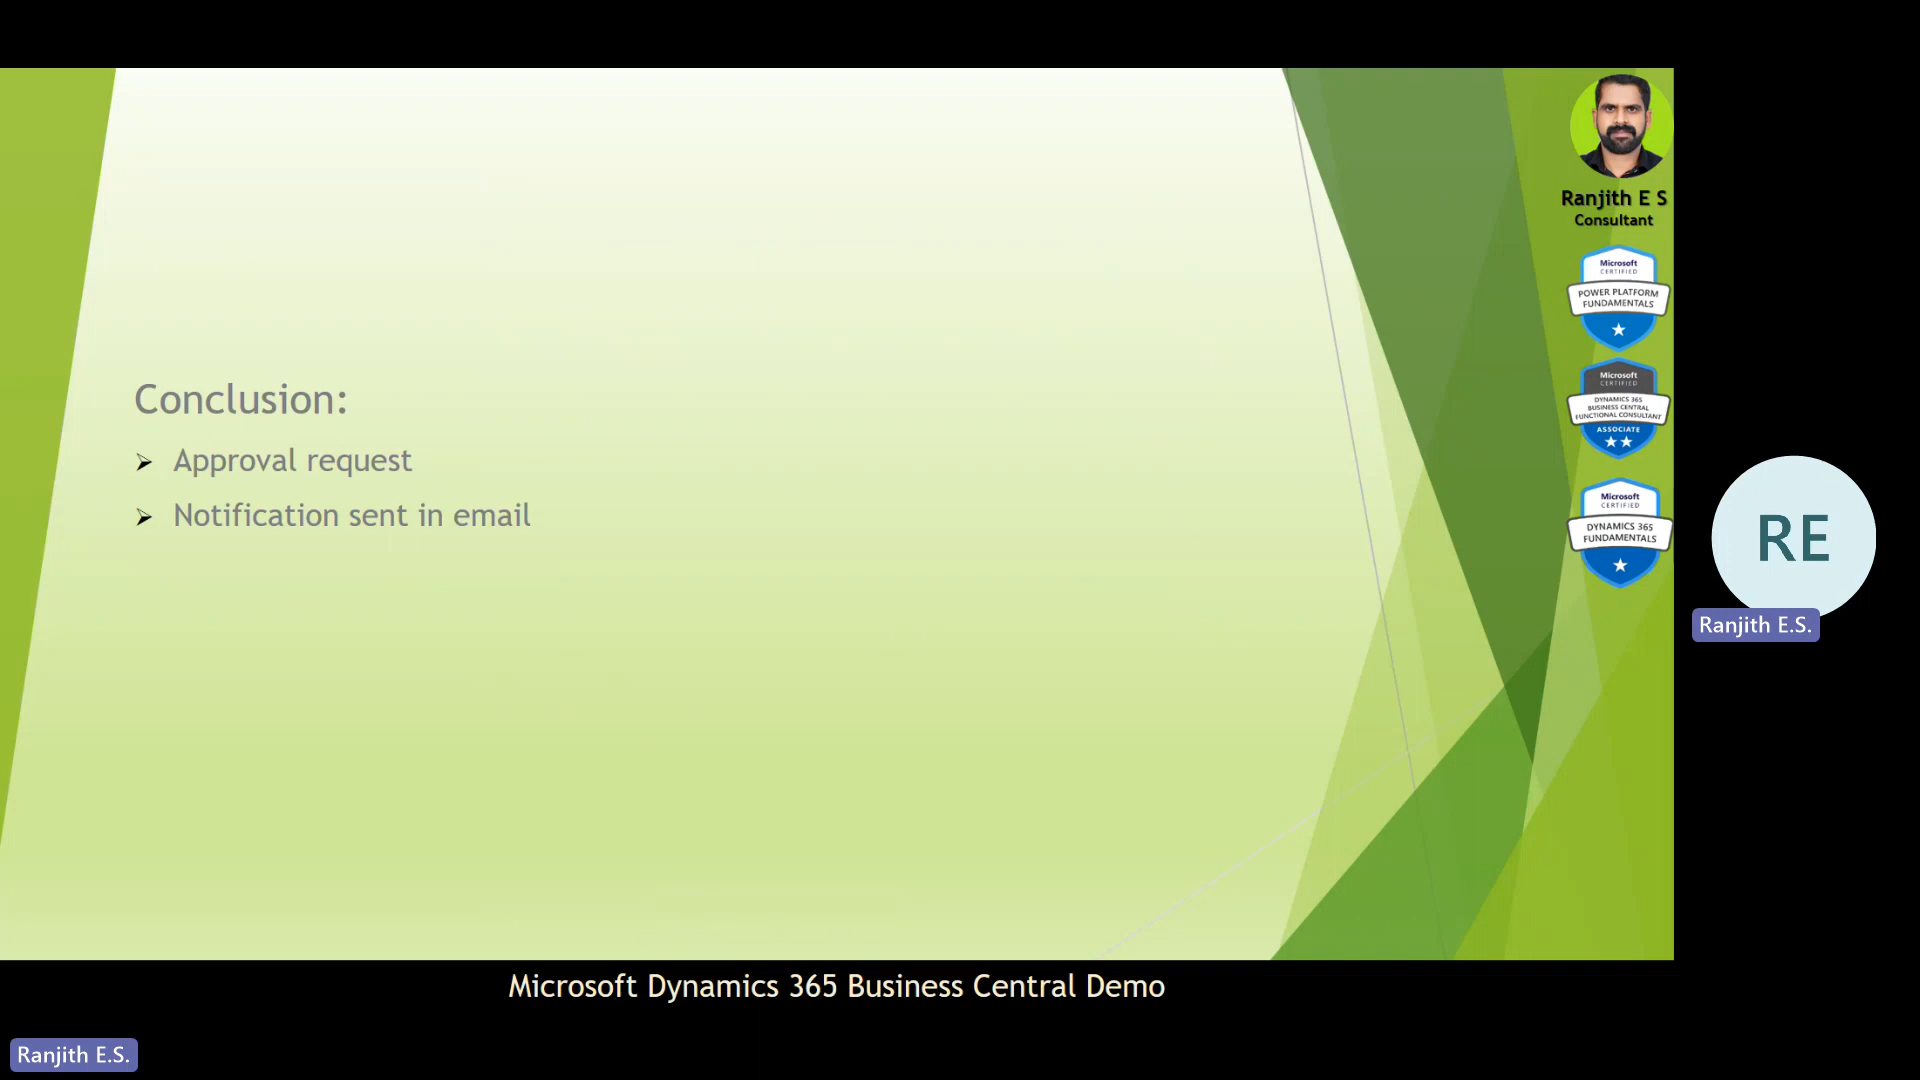 Ranjith E S
Consultant
Microsoft
CERTIFIED
POWER PLATFORM
FUNDAMENTALS
Microsoft
CERTIFIED
DYNAMICS 365
BUSINESS CENTRAL
FUNCTIONAL CONSULTANT
ASSOCIATE
Microsoft
CERTIFIED
DYNAMICS 365
FUNDAMENTALS
Conclusion:
Approval request
Notification sent in email
RE
Ranjith E.S.
Microsoft Dynamics 365 Business Central Demo
Ranjith E.S.